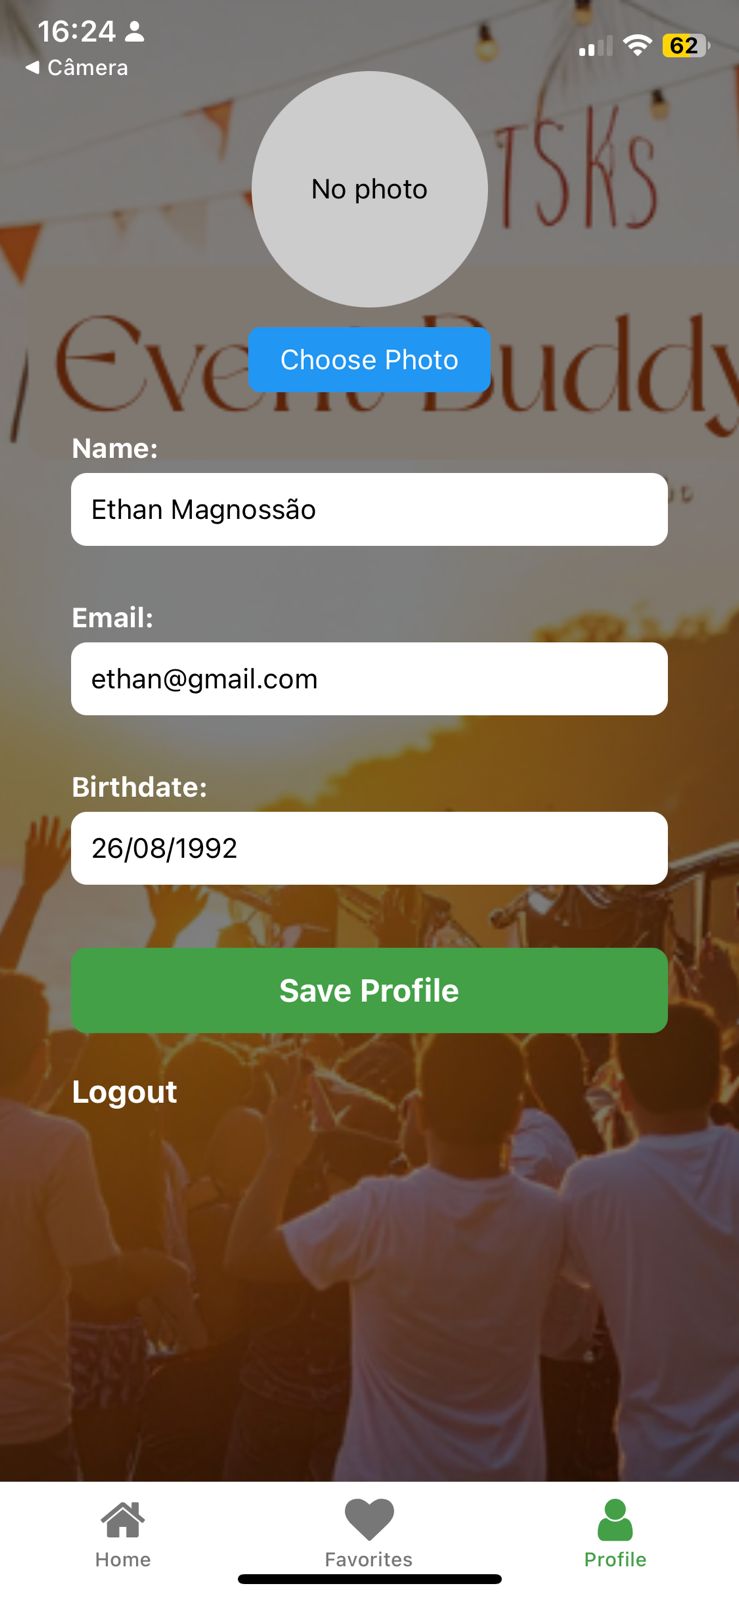 16:24
62
Câmera
TSKs
No photo
Event Buddy
Choose Photo
Name:
Ethan Magnossão
Email:
ethan@gmail.com
Birthdate:
26/08/1992
Save Profile
Logout
Home
Favorites
Profile